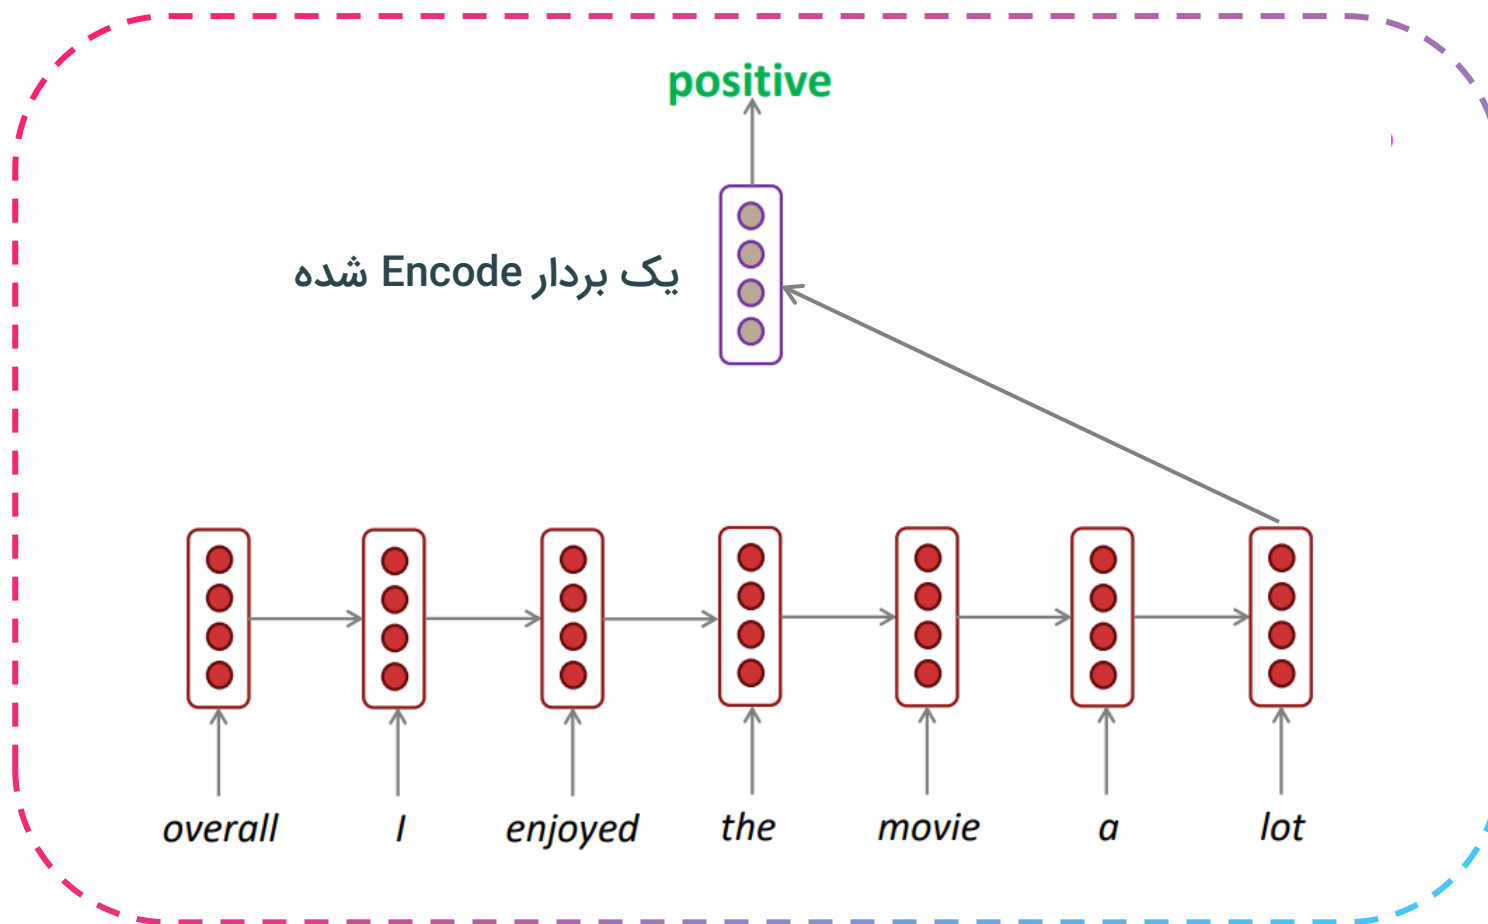 positive
یک بردار Encode شده
overall I enjoyed the movie a lot